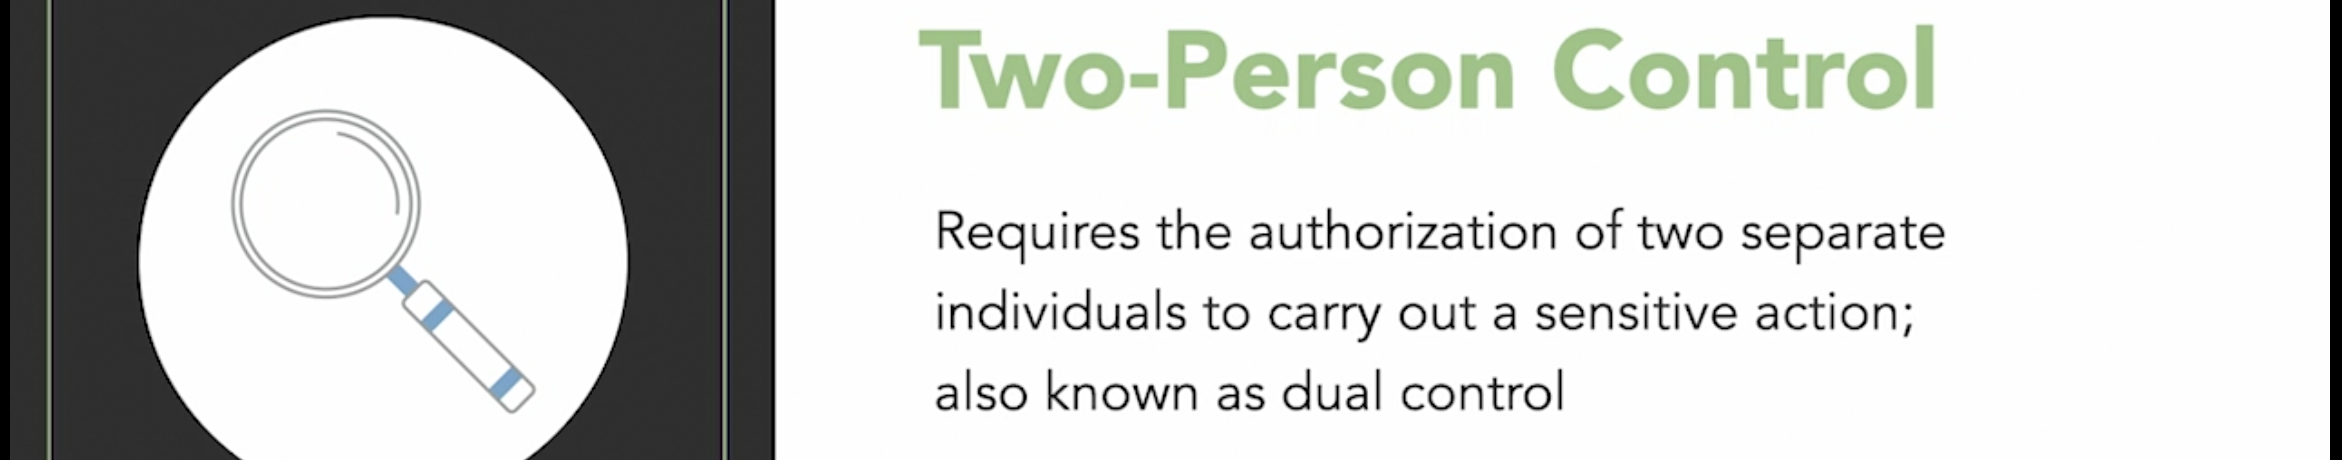 Two-Person Control
Requires the authorization of two separate
individuals to carry out a sensitive action;
also known as dual control